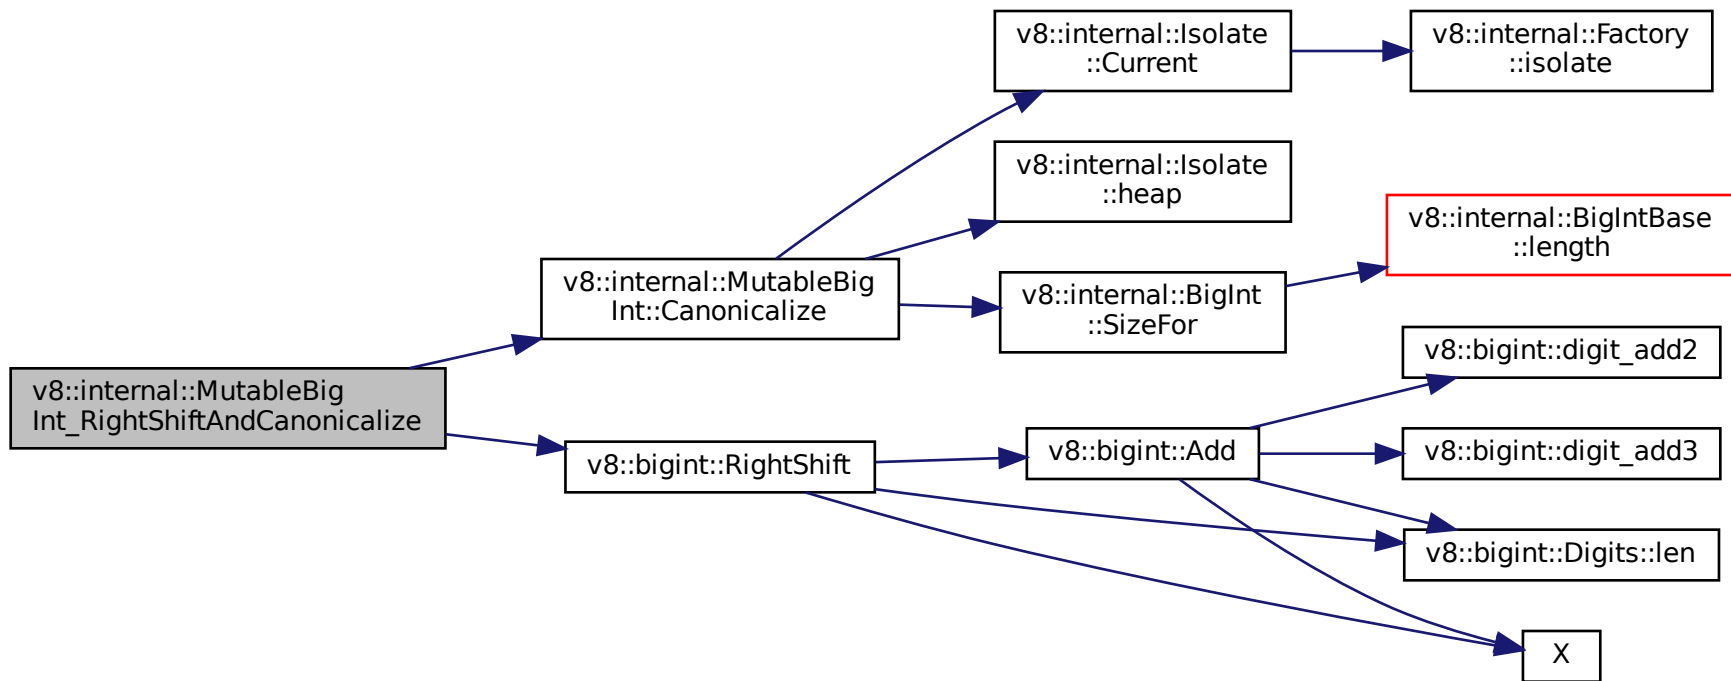 v8::internal::Isolate
::Current
v8::internal::Factory
::isolate
v8::internal::Isolate
::heap
v8::internal::BigIntBase
::length
v8::internal::MutableBig
Int::Canonicalize
v8::internal::BigInt
::SizeFor
v8::bigint::digit_add2
v8::internal::MutableBig
Int_RightShiftAndCanonicalize
v8::bigint::RightShift
v8::bigint::Add
v8::bigint::digit_add3
v8::bigint::Digits::len
X